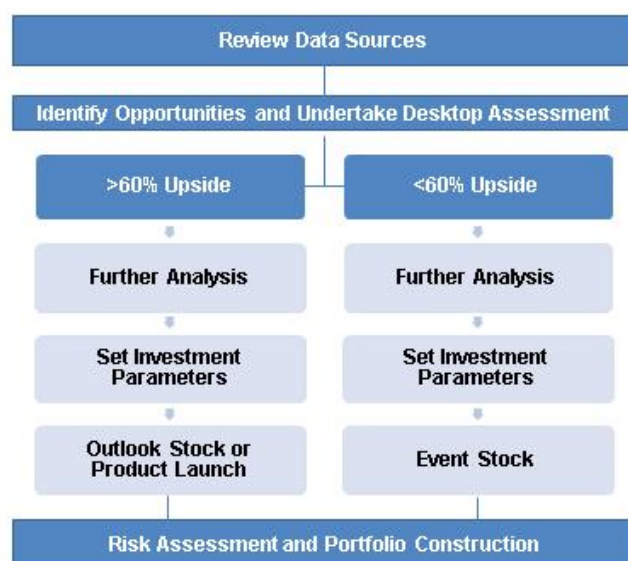 Review Data Sources
Identify Opportunities and Undertake Desktop Assessment
>60% Upside
Further Analysis
Set Investment
Parameters
Outlook Stock or
Product Launch
<60% Upside
Further Analysis
Set Investment
Parameters
Event Stock
Risk Assessment and Portfolio Construction